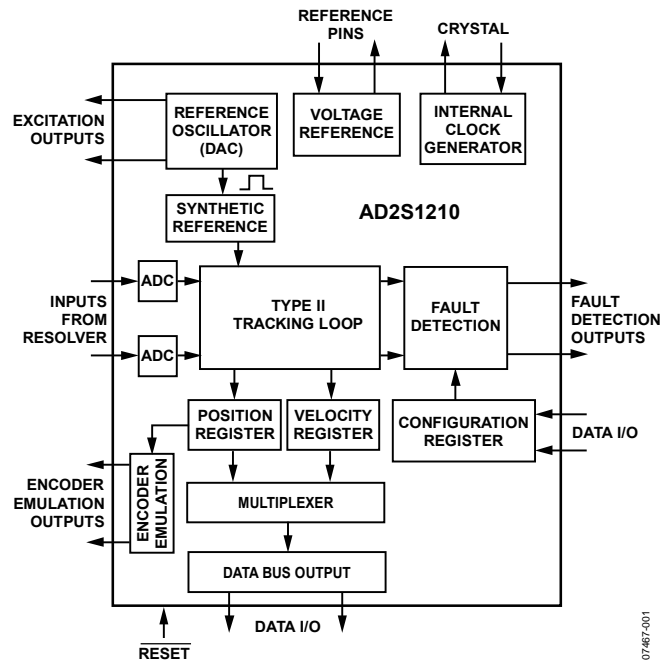 REFERENCE
PINS
CRYSTAL
EXCITATION
OUTPUTS
REFERENCE
OSCILLATOR
(DAC)
VOLTAGE
REFERENCE
INTERNAL
CLOCK
GENERATOR
SYNTHETIC
REFERENCE
AD2S1210
INPUTS
FROM
RESOLVER
ADC
ADC
TYPE II
TRACKING LOOP
FAULT
DETECTION
FAULT
DETECTION
OUTPUTS
POSITION
REGISTER
VELOCITY
REGISTER
CONFIGURATION
REGISTER
DATA I/O
ENCODER
EMULATION
OUTPUTS
ENCODER
EMULATION
MULTIPLEXER
DATA BUS OUTPUT
DATA I/O
RESET
07467-001